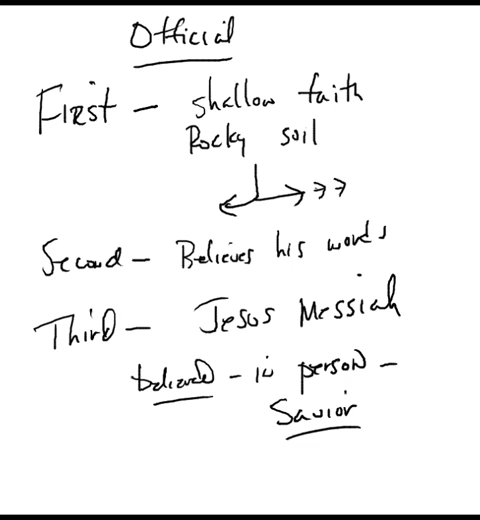 Official
First - shallow faith
Rocky soil
Second - Believes his words
Third - Jesus Messiah
believed - in person -
Savior